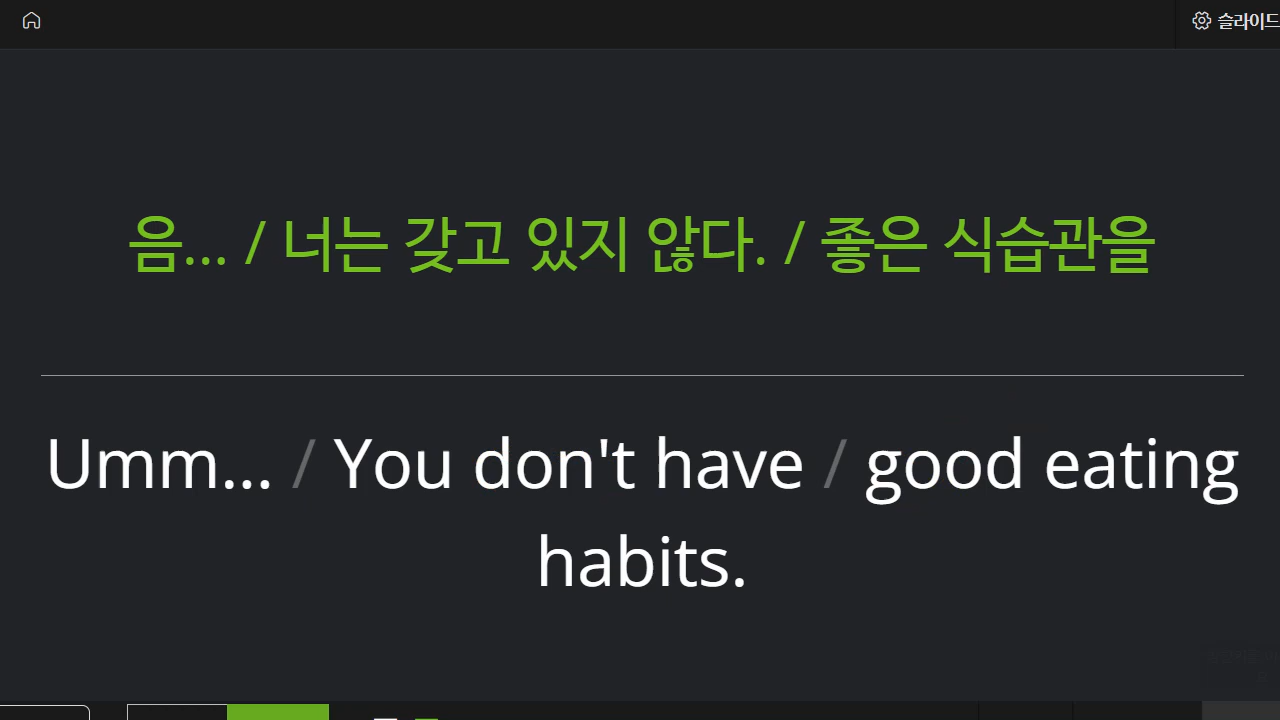 슬라이드
음... / 너는 갖고 있지 않다. / 좋은 식습관을
Umm... / You don't have / good eating
habits.